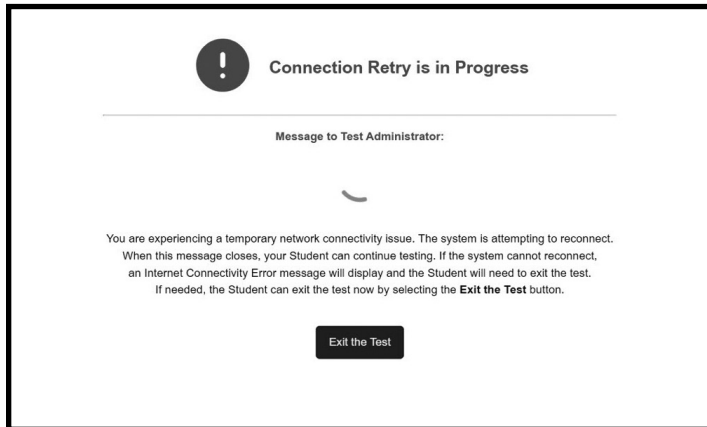 Connection Retry is in Progress
Message to Test Administrator:
You are experiencing a temporary network connectivity issue. The system is attempting to reconnect.
When this message closes, your Student can continue testing. If the system cannot reconnect,
an Internet Connectivity Error message will display and the Student will need to exit the test.
If needed, the Student can exit the test now by selecting the Exit the Test button.
Exit the Test